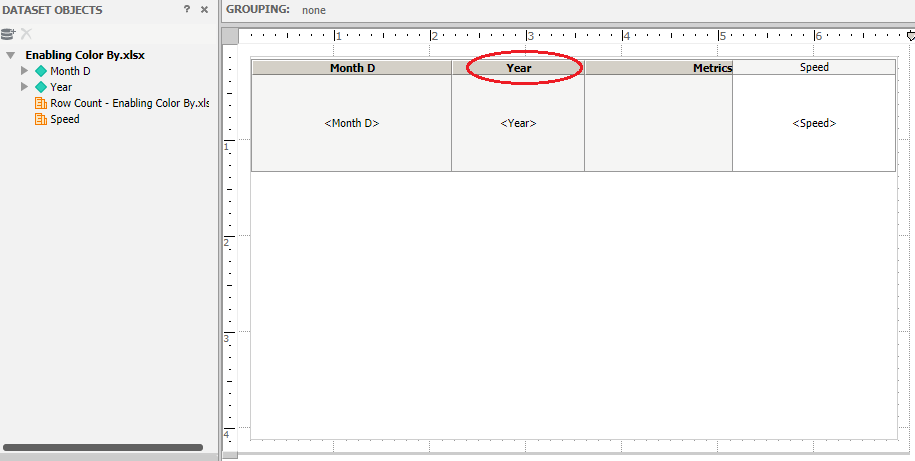 DATASET OBJECTS ? ×
GROUPING: none
Enabling Color By.xlsx
Month D
Year
Row Count - Enabling Color By.xls
Speed
1 2 3 4 5 6
Month D Year Metrics Speed
<Month D> <Year> <Speed>
1
2
3
4